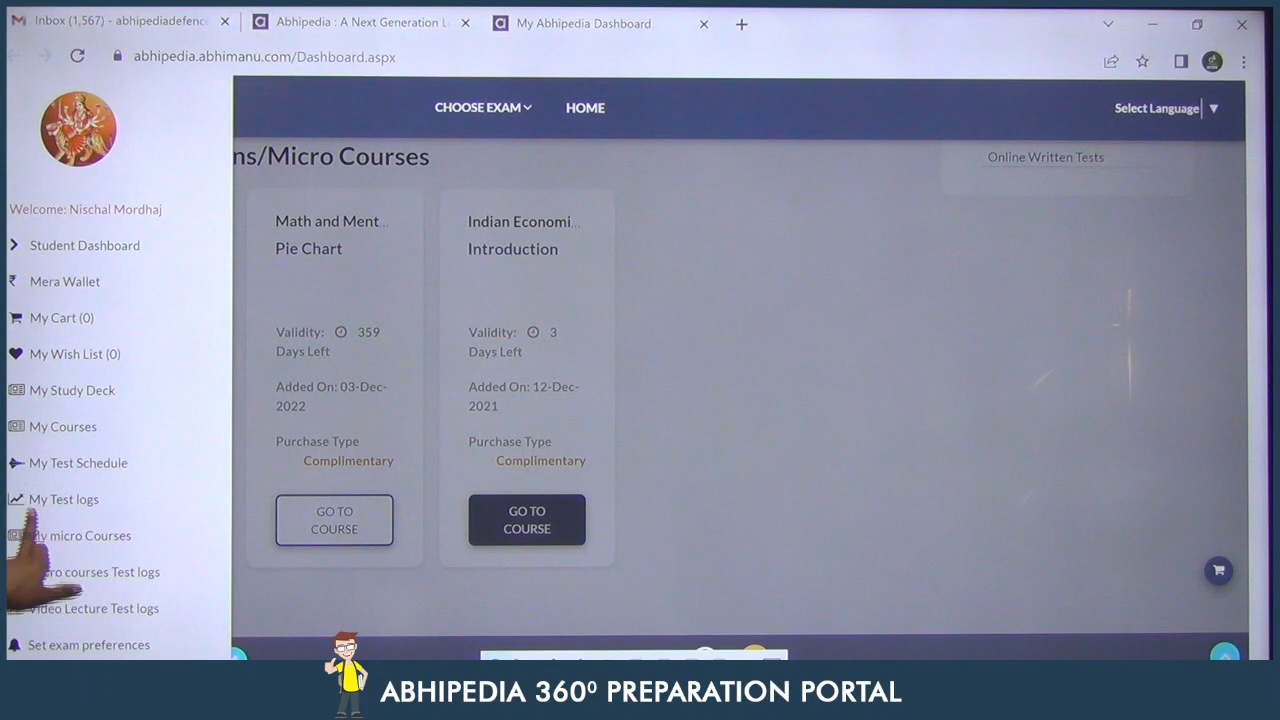 Inbox (1,567) - abhipediadefence
Abhipedia : A Next Generation Le
My Abhipedia Dashboard
abhipedia.abhimanu.com/Dashboard.aspx
CHOOSE EXAM
HOME
Select Language
ns/Micro Courses
Online Written Tests
Welcome: Nischal Mordhaj
Student Dashboard
₹ Mera Wallet
My Cart (0)
My Wish List (0)
My Study Deck
My Courses
My Test Schedule
My Test logs
My micro Courses
cro courses Test logs
Video Lecture Test logs
Set exam preferences
Math and Ment...
Pie Chart
Validity: 359
Days Left
Added On: 03-Dec-
2022
Purchase Type
Complimentary
GO TO
COURSE
Indian Economi...
Introduction
Validity: 3
Days Left
Added On: 12-Dec-
2021
Purchase Type
Complimentary
GO TO
COURSE
ABHIPEDIA 360⁰ PREPARATION PORTAL